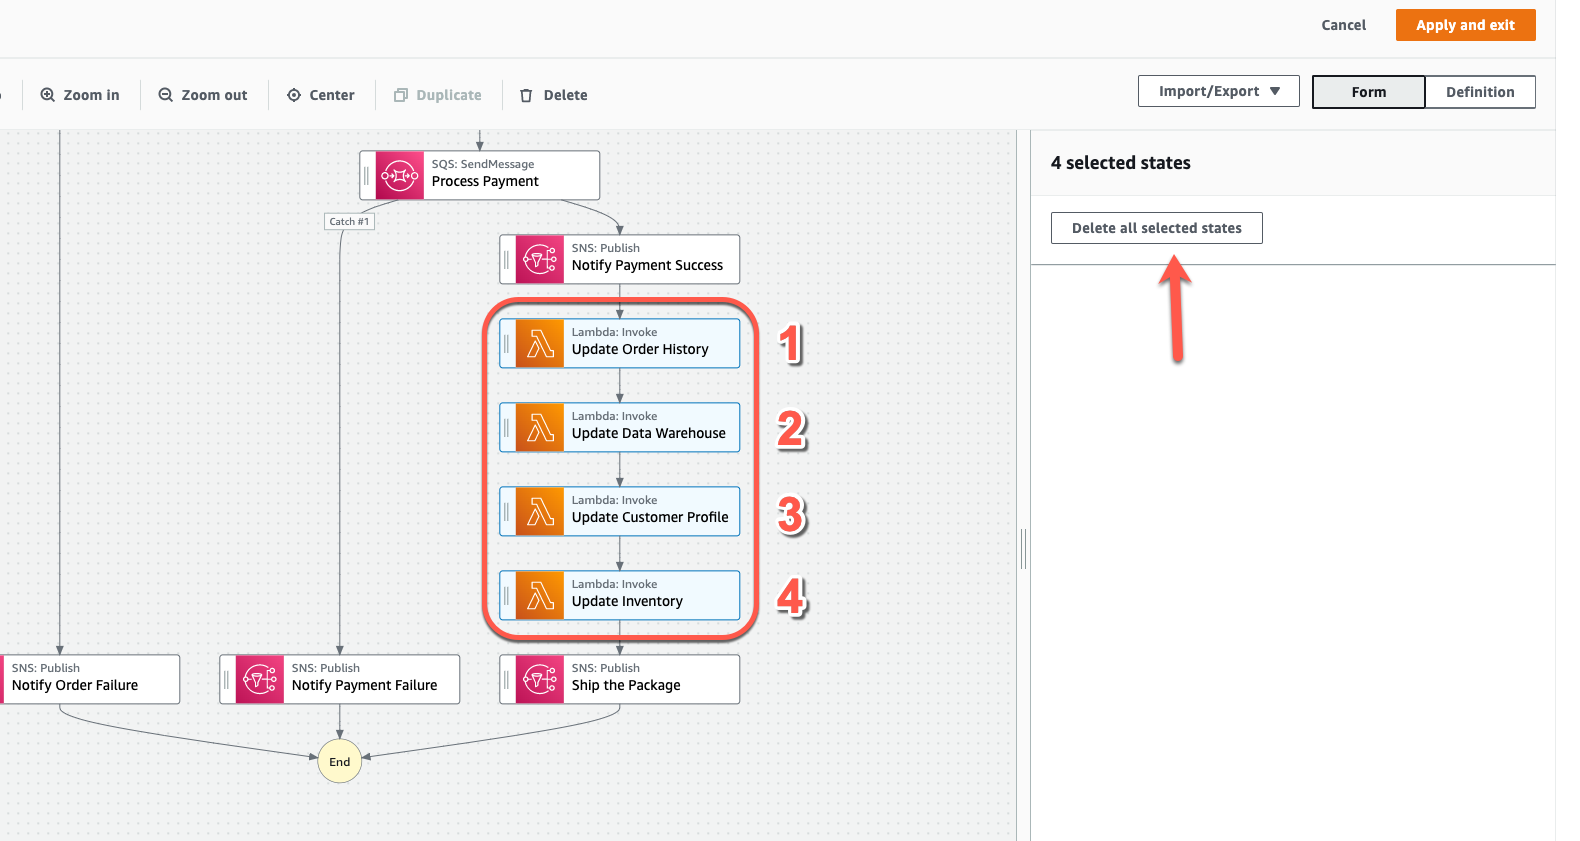 Cancel
Apply and exit
Zoom in
Zoom out
Center
Duplicate
Delete
Import/Export
Form
Definition
SQS: SendMessage
Process Payment
Catch #1
SNS: Publish
Notify Payment Success
Lambda: Invoke
Update Order History
1
Lambda: Invoke
Update Data Warehouse
2
Lambda: Invoke
Update Customer Profile
3
Lambda: Invoke
Update Inventory
4
SNS: Publish
Notify Order Failure
SNS: Publish
Notify Payment Failure
SNS: Publish
Ship the Package
End
4 selected states
Delete all selected states